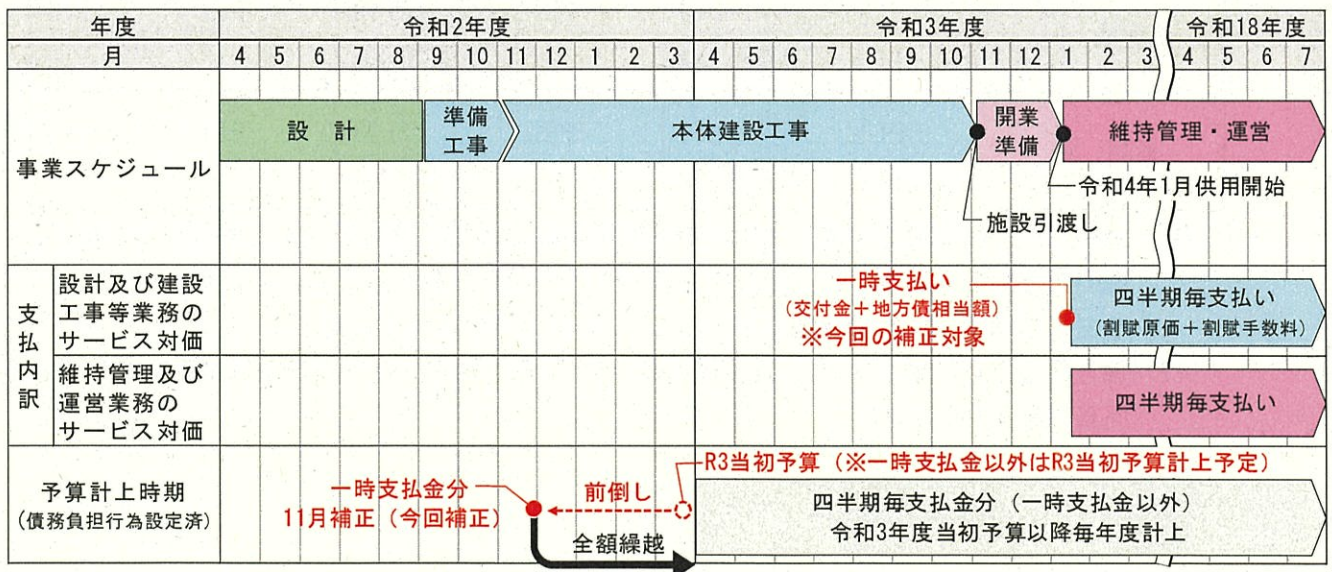 年度
令和2年度
令和3年度
令和18年度
月
4 5 6 7 8 9 10 11 12 1 2 3 4 5 6 7 8 9 10 11 12 1 2 3 4 5 6 7
事業スケジュール
設 計
準備
工事
本体建設工事
開業
準備
維持管理・運営
令和4年1月供用開始
施設引渡し
支払内訳
設計及び建設
工事等業務の
サービス対価
一時支払い
(交付金+地方債相当額)
※今回の補正対象
四半期毎支払い
(割賦原価+割賦手数料)
維持管理及び
運営業務の
サービス対価
四半期毎支払い
予算計上時期
(債務負担行為設定済)
一時支払金分
11月補正(今回補正)
前倒し
R3当初予算(※一時支払金以外はR3当初予算計上予定)
全額繰越
四半期毎支払金分(一時支払金以外)
令和3年度当初予算以降毎年度計上